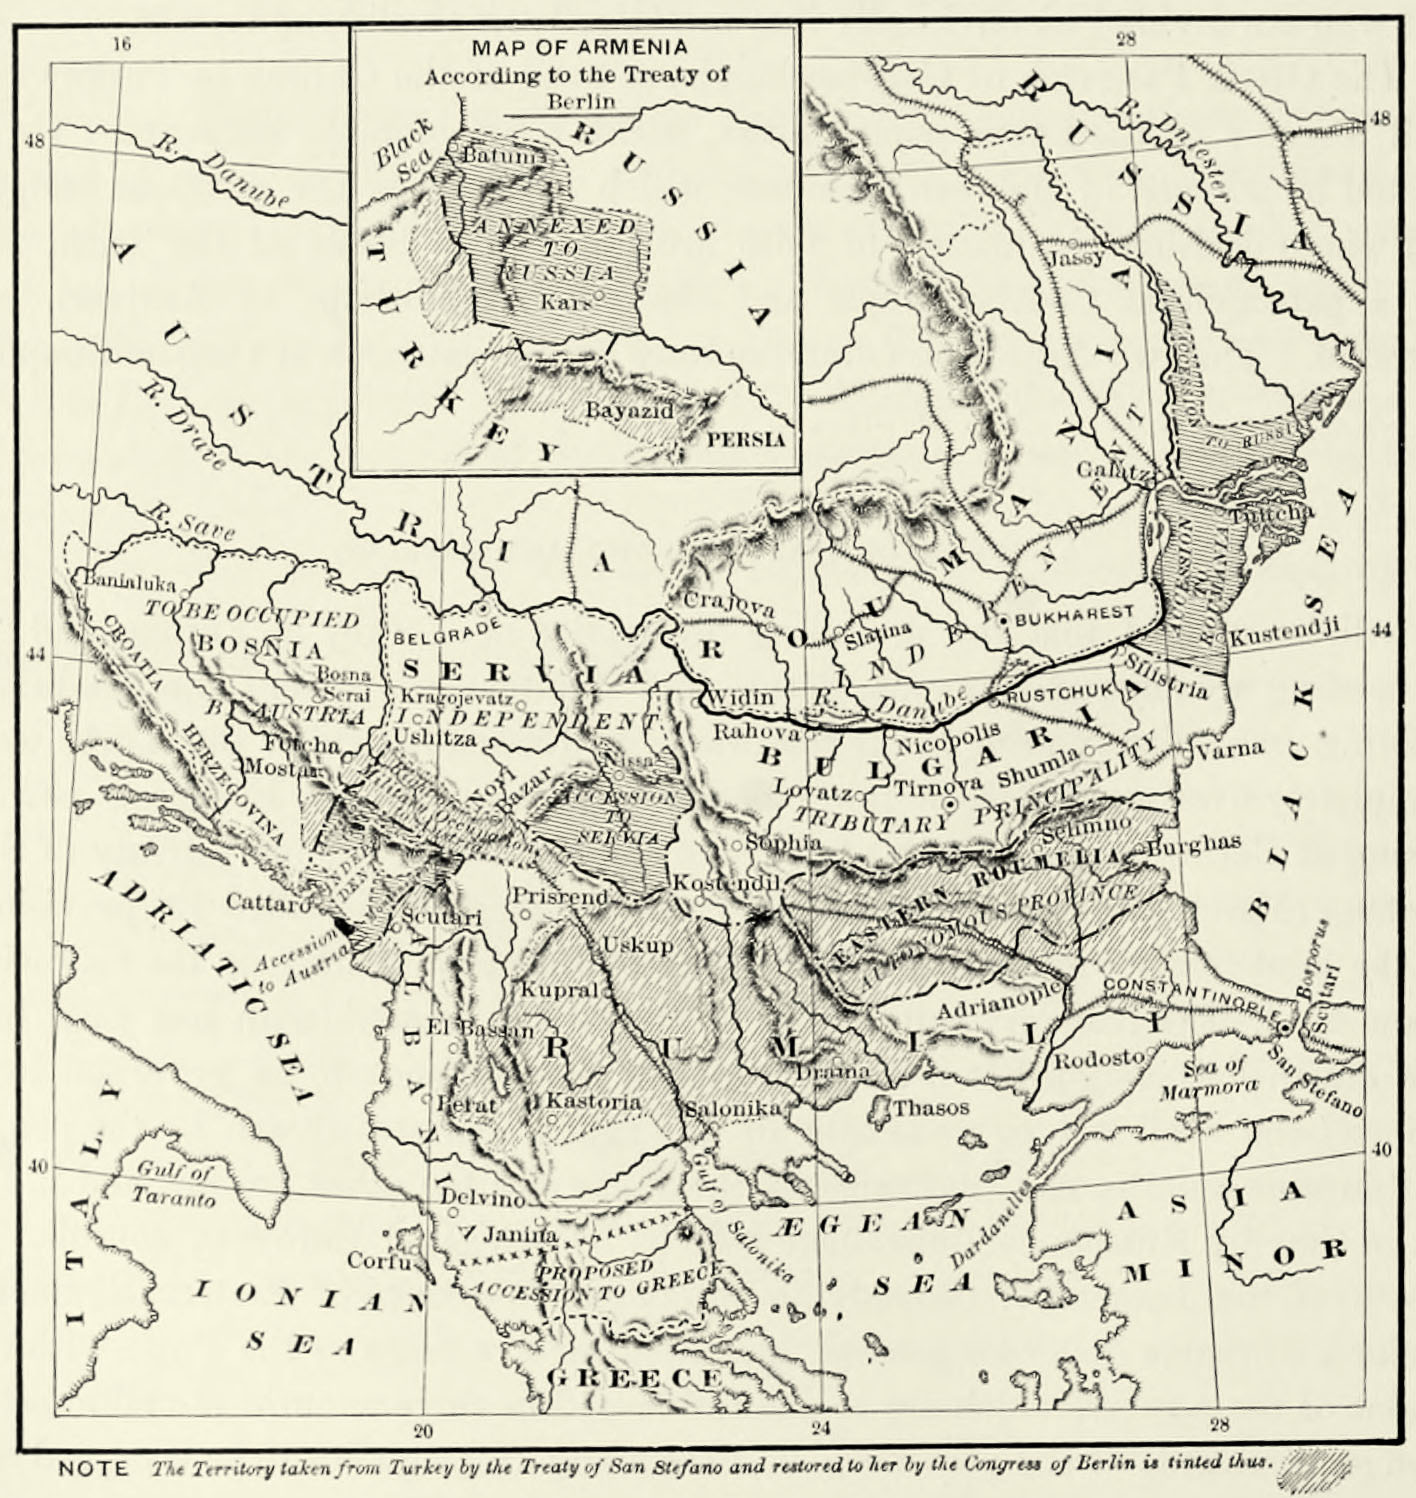 16
28
MAP OF ARMENIA
According to the Treaty of
Berlin
Black
Sea
RUSSIA
Batum
ANNEXED
TO
RUSSIA
Kars
TURKEY
Bayazid
PERSIA
48
48
R. Danube
R. Dniester
RUSSIA
AUSTRIA
Jassy
R. Drave
ACCESSION
TO RUSSIA
Galatz
R. Save
Tultcha
ACCESSION
TO
ROUMANIA
Banialuka
TO BE OCCUPIED
BOSNIA
BY AUSTRIA
CROATIA
BELGRADE
Crajova
Slatina
BUKHAREST
ROUMANIA
INDEPENDENT
Kustendji
44
44
SERVIA
Bosna
Serai
Kragojevatz
INDEPENDENT
Ushitza
Widin
R. Danube
RUSTCHUK
Silistria
Rahova
Nicopolis
BULGARIA
Futcha
Mostar
HERZEGOVINA
Novi
Bazar
Nissa
Lovatz
Tirnova
Shumla
Varna
TRIBUTARY PRINCIPALITY
ACCESSION
TO
SERVIA
Sophia
Selimno
Burghas
EASTERN ROUMELIA
AUTONOMOUS PROVINCE
BLACK SEA
Cattaro
Scutari
Prisrend
Kostendil
Accession
to Austria
Uskup
ADRIATIC SEA
Kupral
Adrianople
CONSTANTINOPLE
Bosporus
Scutari
El Bassan
ALBANIA
RUMILI
Rodosto
Sea of
Marmora
San Stefano
Drama
Berat
Kastoria
Salonika
Thasos
ITALY
40
40
Gulf of
Taranto
Gulf of Salonika
Delvino
Janina
ÆGEAN
SEA
Dardanelles
ASIA
MINOR
Corfu
PROPOSED
ACCESSION TO GREECE
IONIAN
SEA
GREECE
20
24
28
NOTE The Territory taken from Turkey by the Treaty of San Stefano and restored to her by the Congress of Berlin is tinted thus.